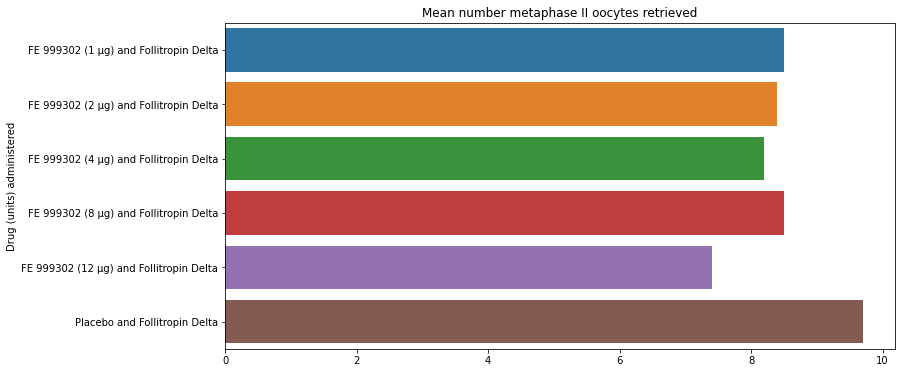 Mean number metaphase II oocytes retrieved
Drug (units) administered
FE 999302 (1 μg) and Follitropin Delta
FE 999302 (2 μg) and Follitropin Delta
FE 999302 (4 μg) and Follitropin Delta
FE 999302 (8 μg) and Follitropin Delta
FE 999302 (12 μg) and Follitropin Delta
Placebo and Follitropin Delta
0 2 4 6 8 10